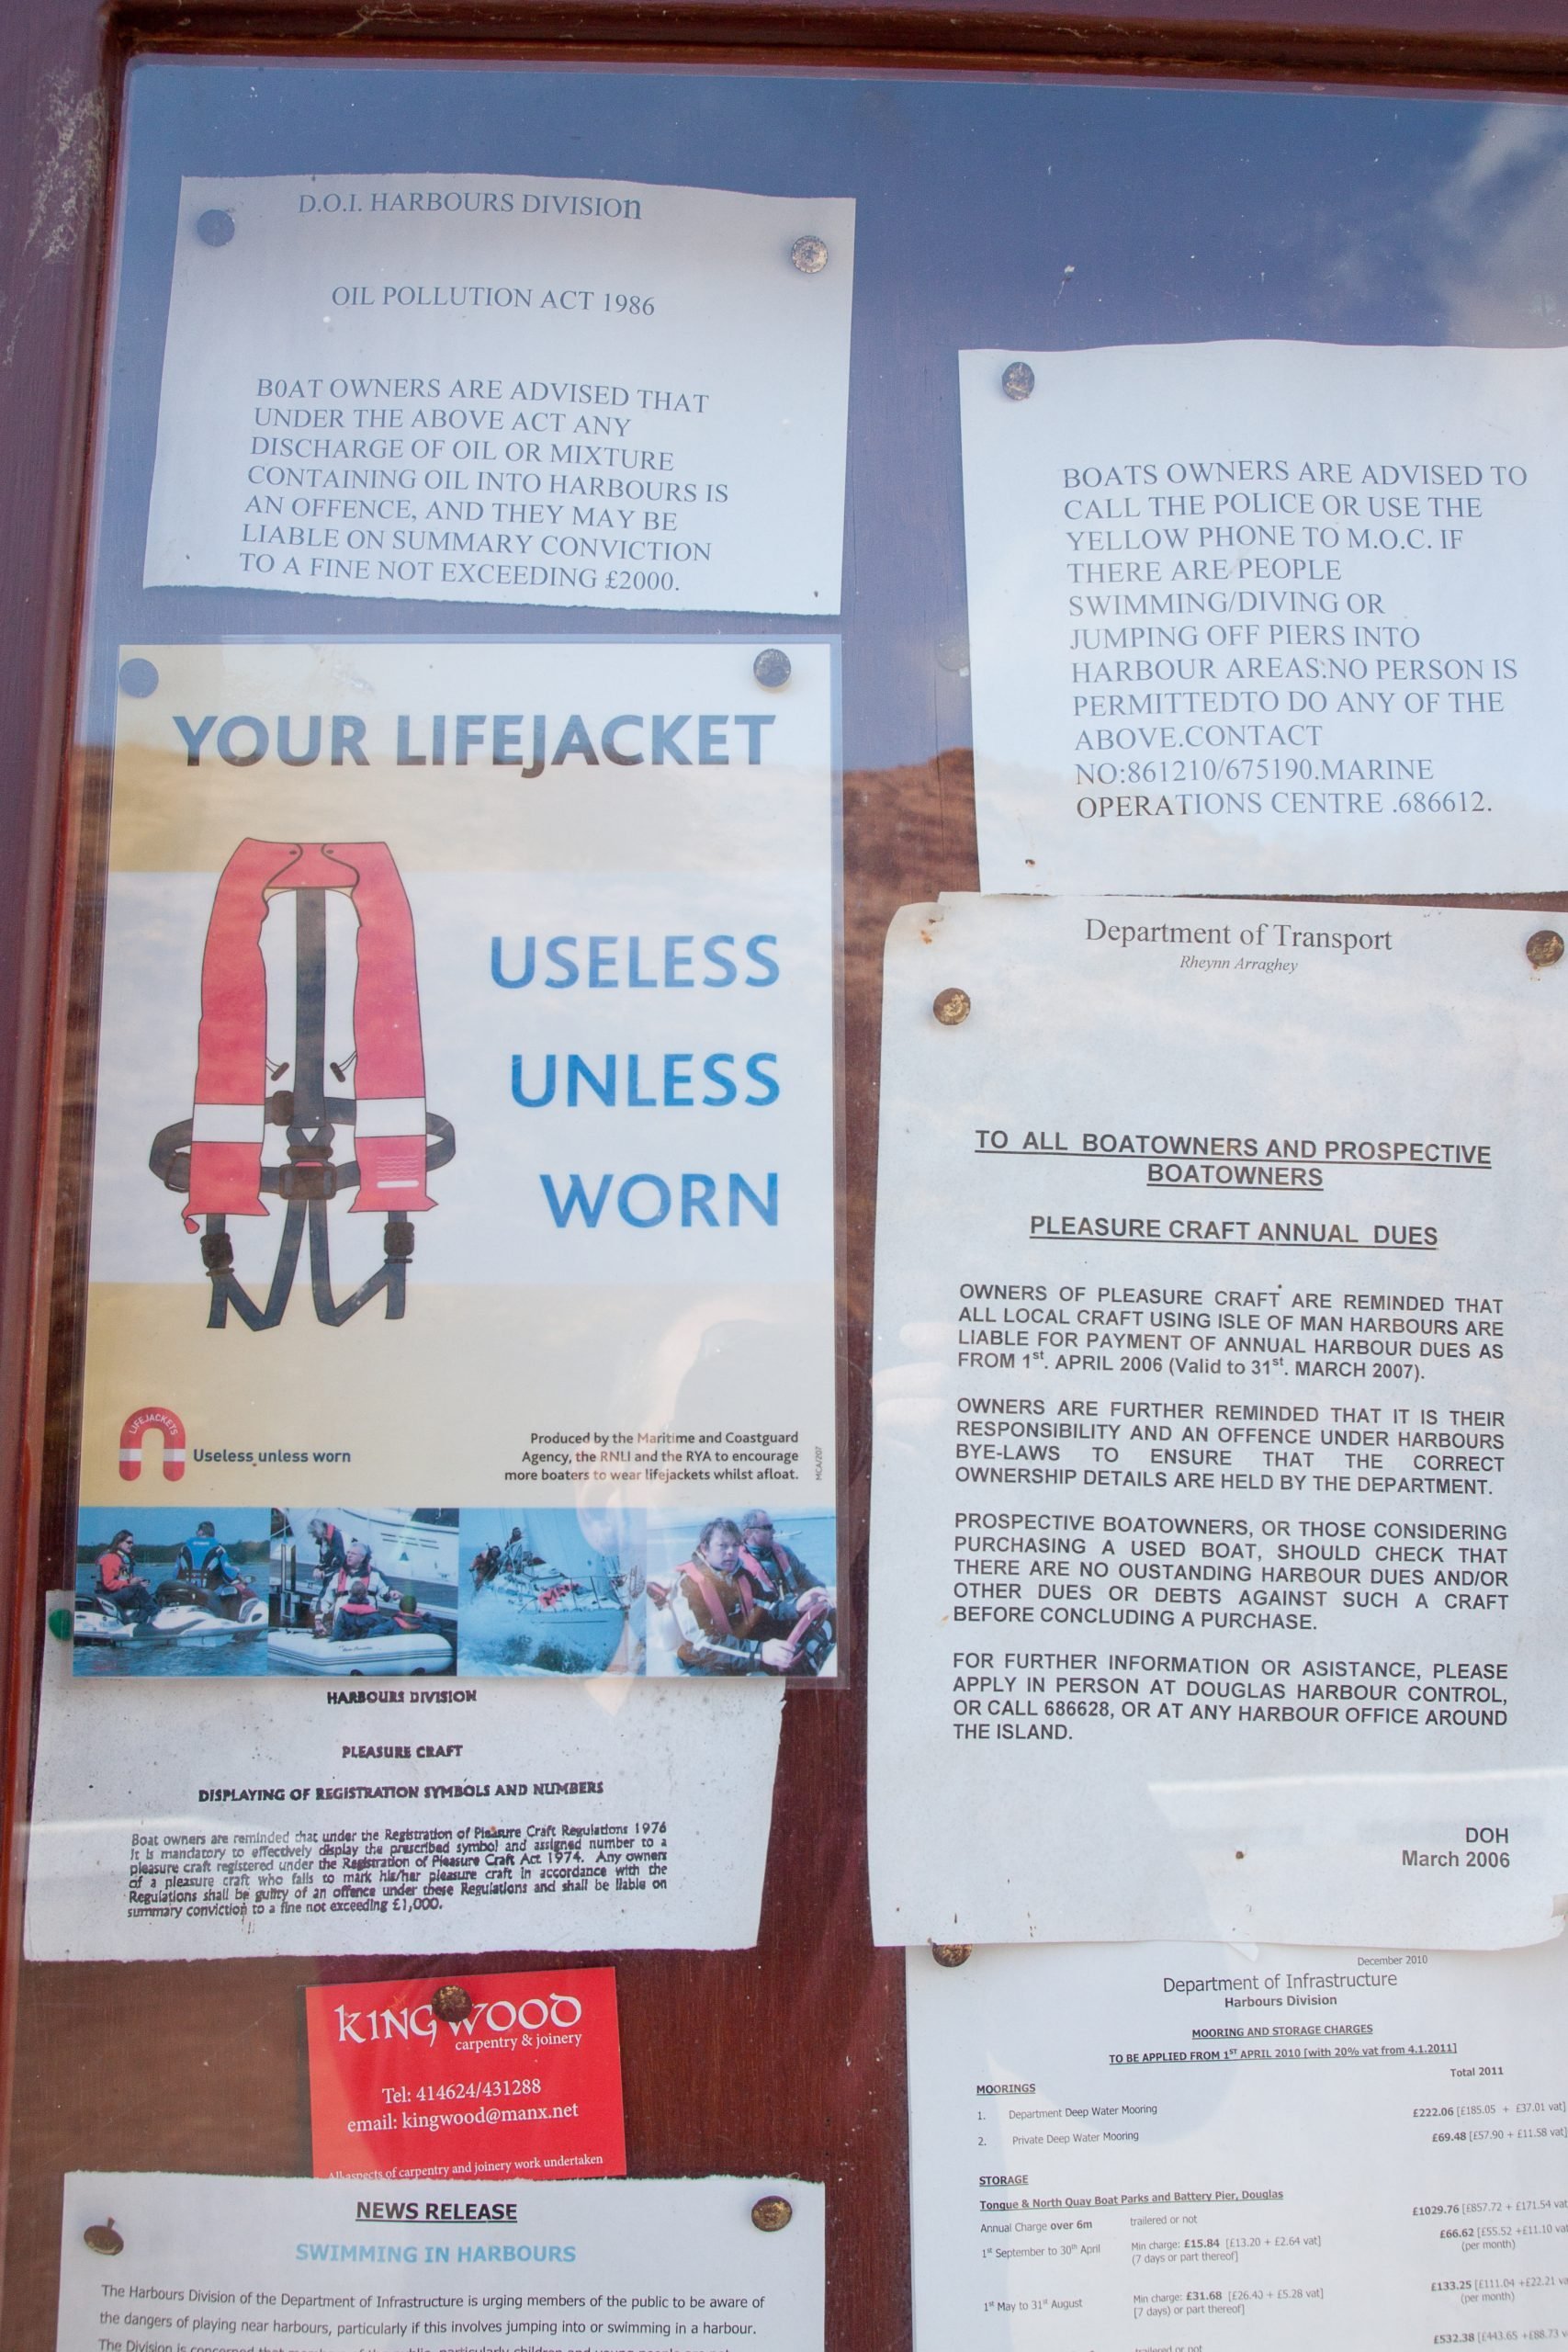 D.O.I. HARBOURS DIVISIOn
OIL POLLUTION ACT 1986
B0AT OWNERS ARE ADVISED THAT
UNDER THE ABOVE ACT ANY
DISCHARGE OF OIL OR MIXTURE
CONTAINING OIL INTO HARBOURS IS
AN OFFENCE, AND THEY MAY BE
LIABLE ON SUMMARY CONVICTION
TO A FINE NOT EXCEEDING £2000.
BOATS OWNERS ARE ADVISED TO
CALL THE POLICE OR USE THE
YELLOW PHONE TO M.O.C. IF
THERE ARE PEOPLE
SWIMMING/DIVING OR
JUMPING OFF PIERS INTO
HARBOUR AREAS:NO PERSON IS
PERMITTEDTO DO ANY OF THE
ABOVE.CONTACT
NO:861210/675190.MARINE
OPERATIONS CENTRE .686612.
YOUR LIFEJACKET
USELESS
UNLESS
WORN
LIFEJACKETS
Useless unless worn
Produced by the Maritime and Coastguard
Agency, the RNLI and the RYA to encourage
more boaters to wear lifejackets whilst afloat.
MCA/207
Department of Transport
Rheynn Arraghey
TO ALL BOATOWNERS AND PROSPECTIVE
BOATOWNERS
PLEASURE CRAFT ANNUAL DUES
OWNERS OF PLEASURE CRAFT ARE REMINDED THAT
ALL LOCAL CRAFT USING ISLE OF MAN HARBOURS ARE
LIABLE FOR PAYMENT OF ANNUAL HARBOUR DUES AS
FROM 1st. APRIL 2006 (Valid to 31st. MARCH 2007).
OWNERS ARE FURTHER REMINDED THAT IT IS THEIR
RESPONSIBILITY AND AN OFFENCE UNDER HARBOURS
BYE-LAWS TO ENSURE THAT THE CORRECT
OWNERSHIP DETAILS ARE HELD BY THE DEPARTMENT.
PROSPECTIVE BOATOWNERS, OR THOSE CONSIDERING
PURCHASING A USED BOAT, SHOULD CHECK THAT
THERE ARE NO OUSTANDING HARBOUR DUES AND/OR
OTHER DUES OR DEBTS AGAINST SUCH A CRAFT
BEFORE CONCLUDING A PURCHASE.
FOR FURTHER INFORMATION OR ASISTANCE, PLEASE
APPLY IN PERSON AT DOUGLAS HARBOUR CONTROL,
OR CALL 686628, OR AT ANY HARBOUR OFFICE AROUND
THE ISLAND.
DOH
March 2006
HARBOURS DIVISION
PLEASURE CRAFT
DISPLAYING OF REGISTRATION SYMBOLS AND NUMBERS
Boat owners are reminded that under the Registration of Pleasure Craft Regulations 1976
it is mandatory to effectively display the prescribed symbol and assigned number to a
pleasure craft registered under the Registration of Pleasure Craft Act 1974. Any owners
of a pleasure craft who fails to mark his/her pleasure craft in accordance with the
Regulations shall be guilty of an offence under these Regulations and shall be liable on
summary conviction to a fine not exceeding £1,000.
KINGWOOD
carpentry & joinery
Tel: 414624/431288
email: kingwood@manx.net
All aspects of carpentry and joinery work undertaken
December 2010
Department of Infrastructure
Harbours Division
MOORING AND STORAGE CHARGES
TO BE APPLIED FROM 1ST APRIL 2010 [with 20% vat from 4.1.2011]
Total 2011
MOORINGS
1. Department Deep Water Mooring £222.06 [£185.05 + £37.01 vat]
2. Private Deep Water Mooring £69.48 [£57.90 + £11.58 vat]
STORAGE
Tongue & North Quay Boat Parks and Battery Pier, Douglas
Annual Charge over 6m trailered or not £1029.76 [£857.72 + £171.54 vat
1st September to 30th April Min charge: £15.84 [£13.20 + £2.64 vat] £66.62 [£55.52 +£11.10 vat
(7 days or part thereof] (per month)
1st May to 31st August Min charge: £31.68 [£26.40 + £5.28 vat] £133.25 [£111.04 +£22.21 va
[7 days) or part thereof] (per month)
£532.38 [£443.65 +£88.73 v
trailered or not
NEWS RELEASE
SWIMMING IN HARBOURS
The Harbours Division of the Department of Infrastructure is urging members of the public to be aware of
the dangers of playing near harbours, particularly if this involves jumping into or swimming in a harbour.
The Division is concerned that